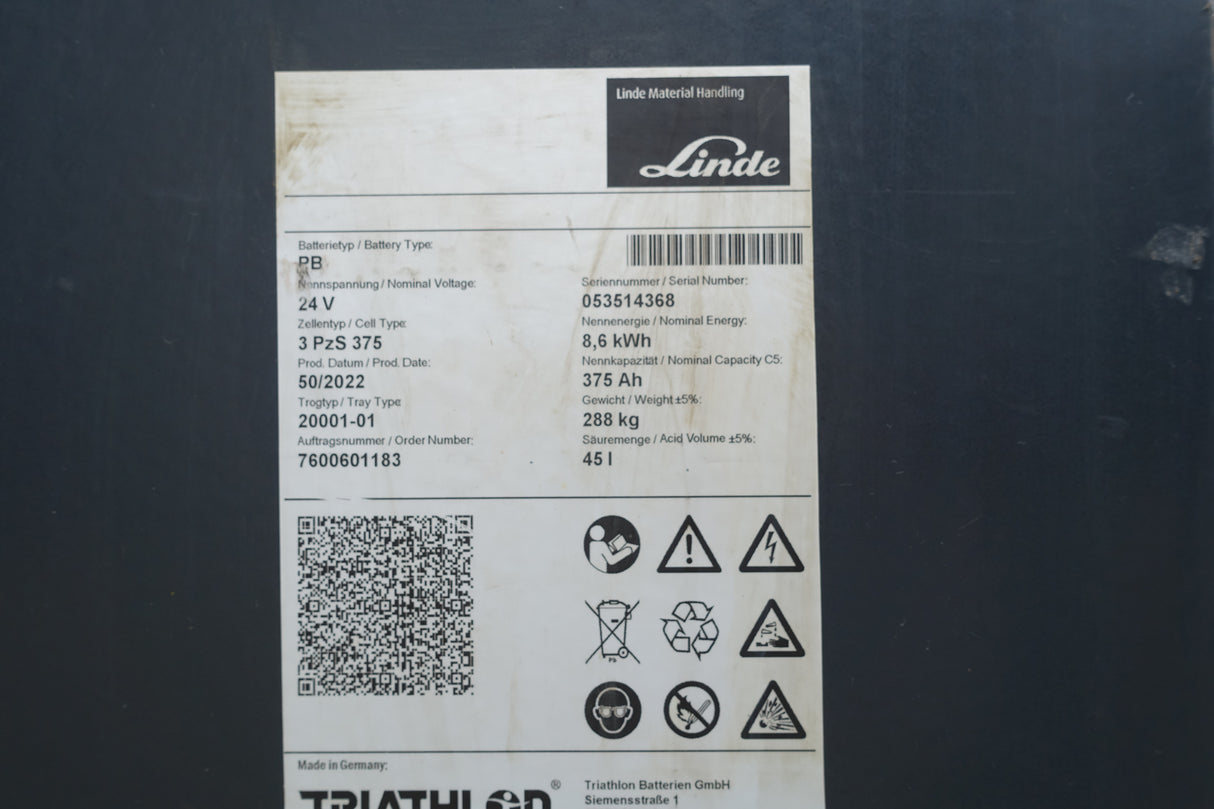 Linde Material Handling
Linde
Batterietyp / Battery Type:
PB
Nennspannung / Nominal Voltage:
24 V
Zellentyp / Cell Type:
3 PzS 375
Prod. Datum / Prod. Date:
50/2022
Trogtyp / Tray Type
20001-01
Auftragsnummer / Order Number:
7600601183
Seriennummer / Serial Number:
053514368
Nennenergie / Nominal Energy:
8,6 kWh
Nennkapazität / Nominal Capacity C5:
375 Ah
Gewicht / Weight ±5%:
288 kg
Säuremenge / Acid Volume ±5%:
45 l
Pb
Made in Germany:
TRIATHLON®
Triathlon Batterien GmbH
Siemensstraße 1